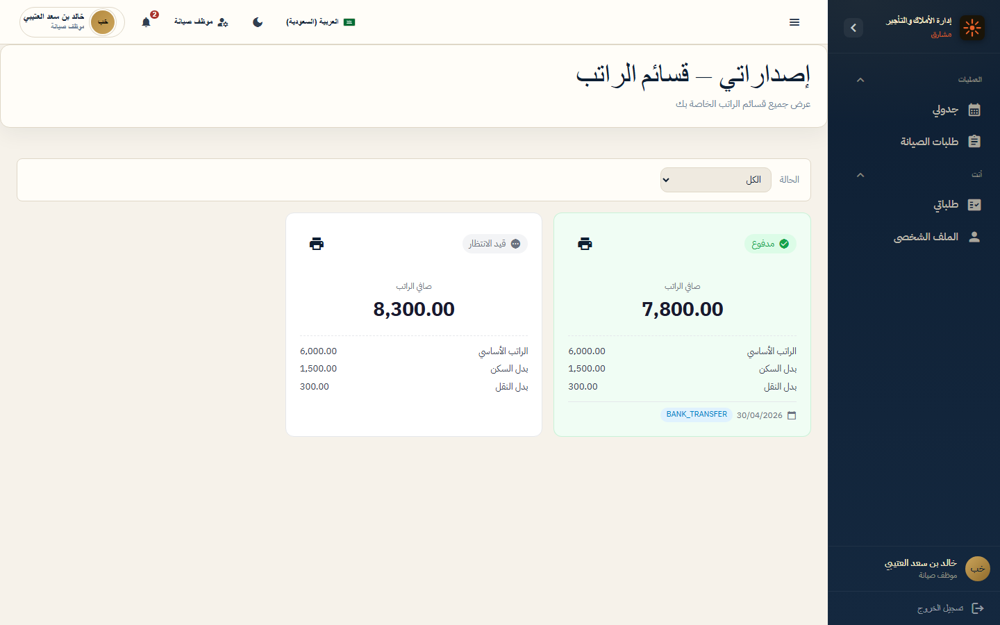 إدارة الأملاك والتأجير
مشارق
العمليات
جدولي
طلبات الصيانة
أنت
طلباتي
الملف الشخصي
خالد بن سعد العتيبي
موظف صيانة
خب
تسجيل الخروج
العربية (السعودية)
موظف صيانة
2
خب
خالد بن سعد العتيبي
موظف صيانة
إصداراتي — قسائم الراتب
عرض جميع قسائم الراتب الخاصة بك
الحالة
الكل
مدفوع
صافي الراتب
7,800.00
الراتب الأساسي 6,000.00
بدل السكن 1,500.00
بدل النقل 300.00
30/04/2026 BANK_TRANSFER
قيد الانتظار
صافي الراتب
8,300.00
الراتب الأساسي 6,000.00
بدل السكن 1,500.00
بدل النقل 300.00